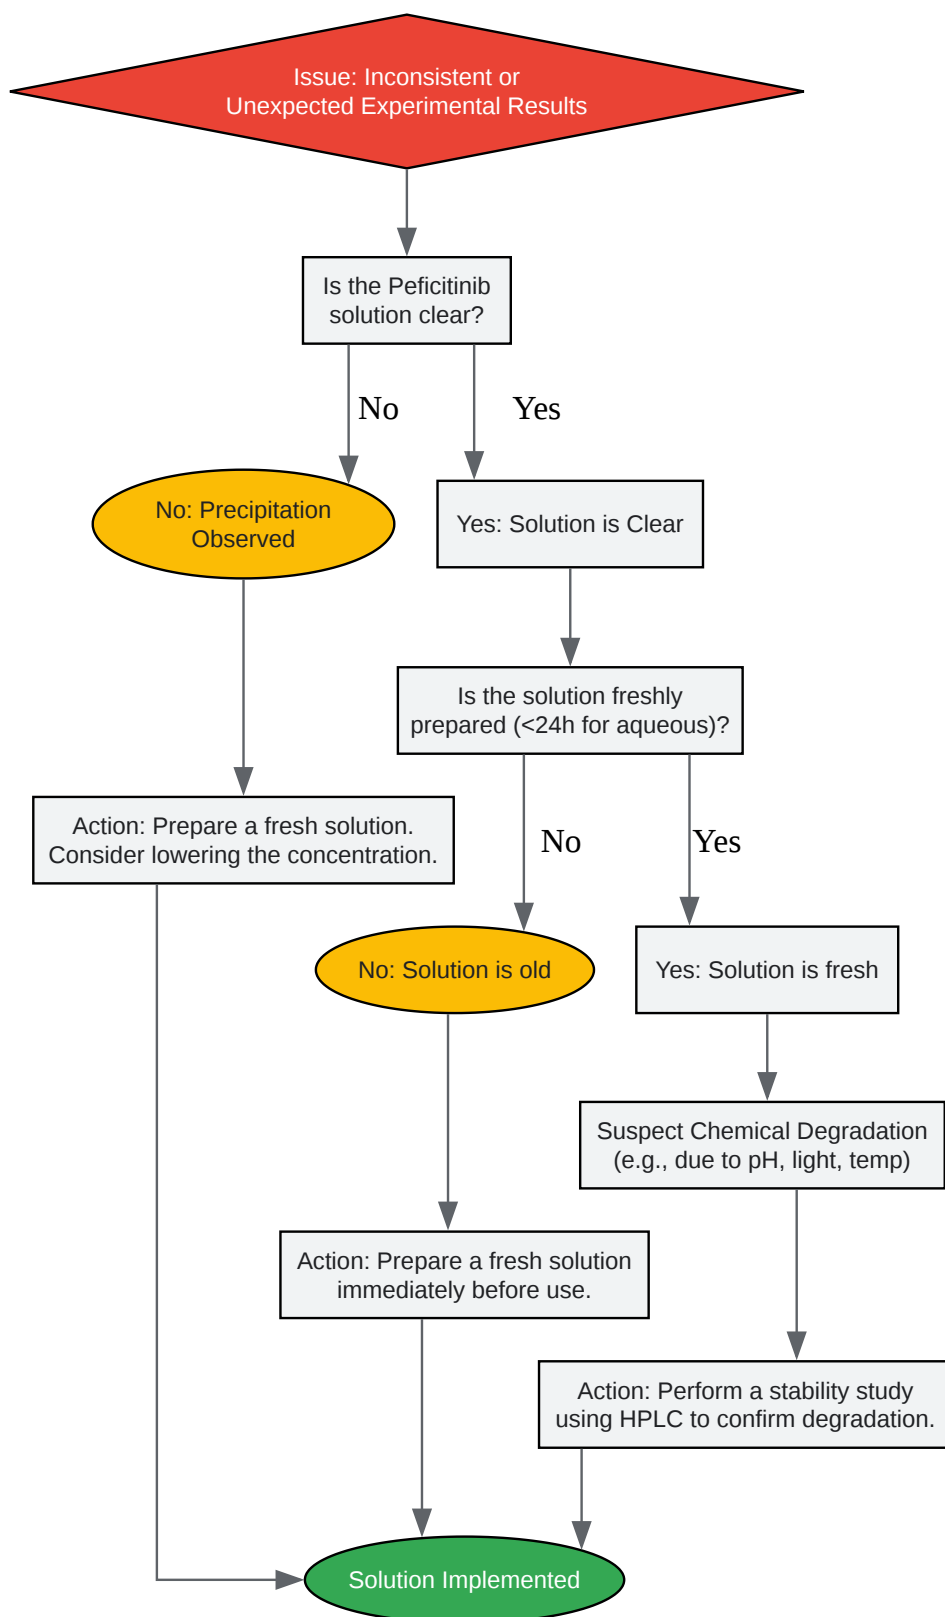 Issue: Inconsistent or
Unexpected Experimental Results
Is the Peficitinib
solution clear?
No
Yes
No: Precipitation
Observed
Yes: Solution is Clear
Is the solution freshly
prepared (<24h for aqueous)?
Action: Prepare a fresh solution.
Consider lowering the concentration.
No
Yes
No: Solution is old
Yes: Solution is fresh
Suspect Chemical Degradation
(e.g., due to pH, light, temp)
Action: Prepare a fresh solution
immediately before use.
Action: Perform a stability study
using HPLC to confirm degradation.
Solution Implemented